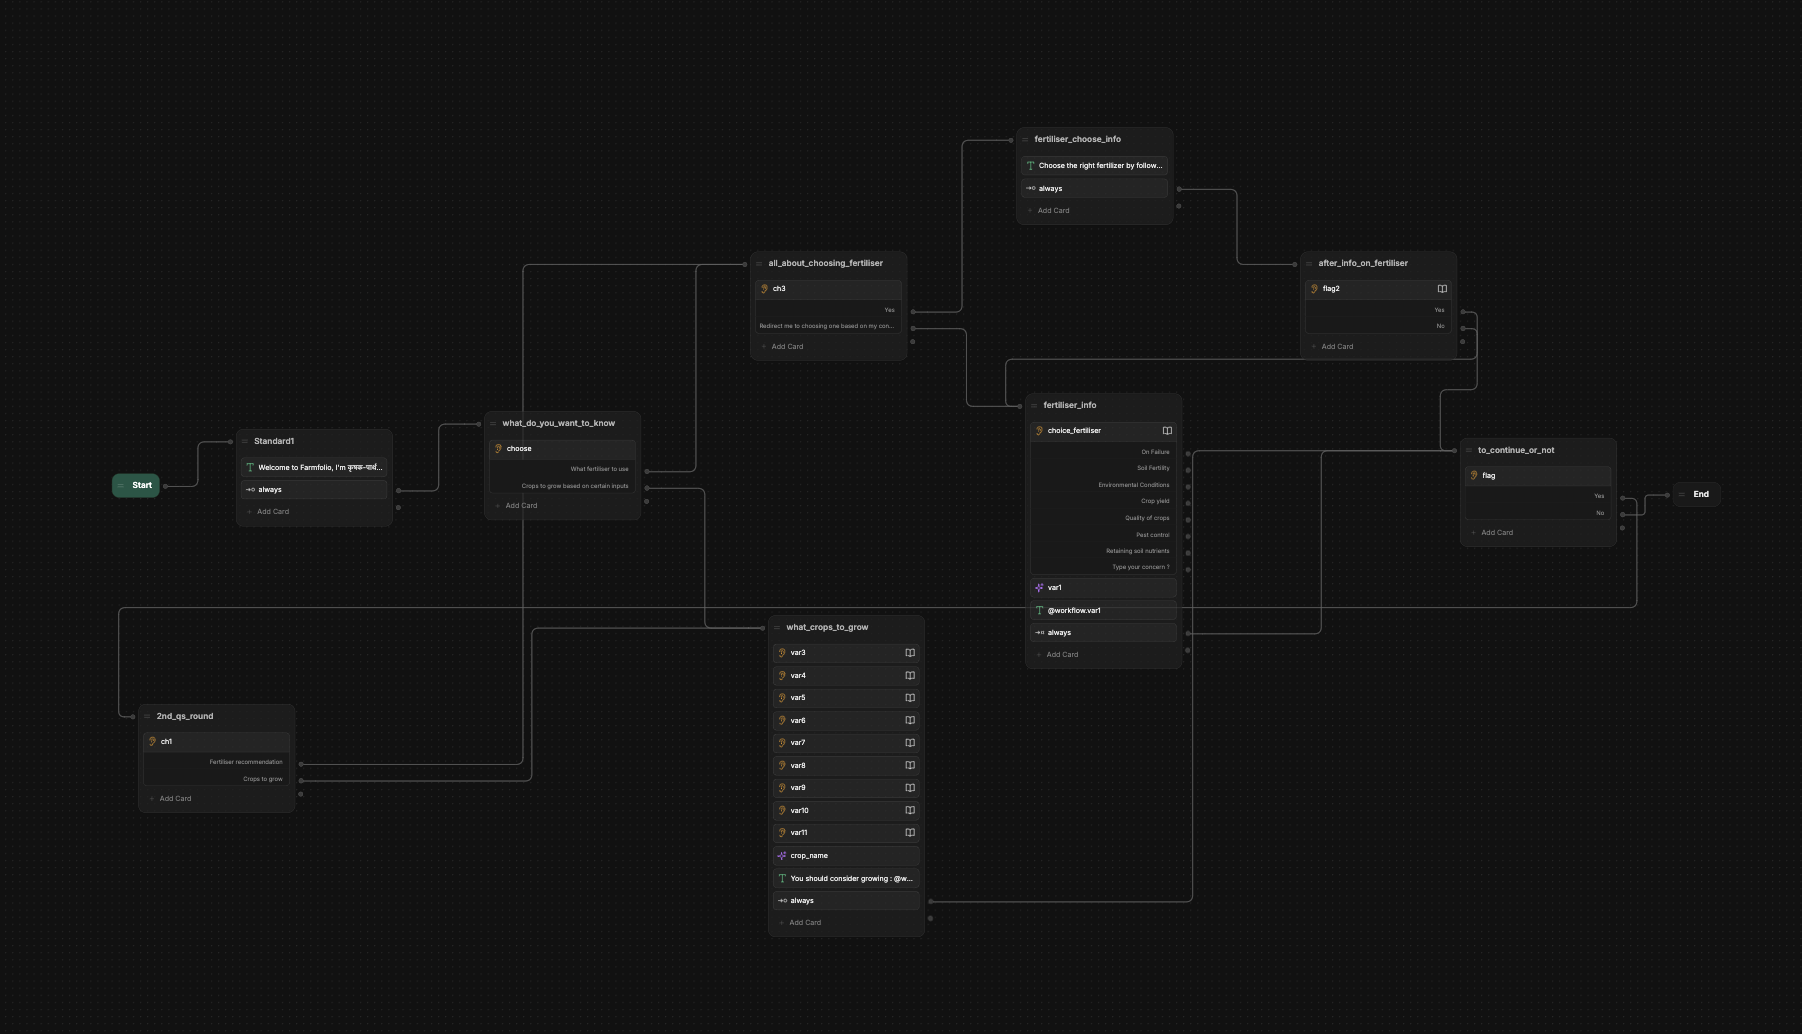 Start
Standard1
Welcome to Farmfolio, I'm कृषक-पार्थ...
always
Add Card
what_do_you_want_to_know
choose
What fertiliser to use
Crops to grow based on certain inputs
Add Card
all_about_choosing_fertiliser
ch3
Yes
Redirect me to choosing one based on my con...
Add Card
fertiliser_choose_info
Choose the right fertilizer by follow...
always
Add Card
after_info_on_fertiliser
flag2
Yes
No
Add Card
fertiliser_info
choice_fertiliser
On Failure
Soil Fertility
Environmental Conditions
Crop yield
Quality of crops
Pest control
Retaining soil nutrients
Type your concern ?
var1
@workflow.var1
always
Add Card
to_continue_or_not
flag
Yes
No
Add Card
End
2nd_qs_round
ch1
Fertiliser recommendation
Crops to grow
Add Card
what_crops_to_grow
var3
var4
var5
var6
var7
var8
var9
var10
var11
crop_name
You should consider growing : @w...
always
Add Card